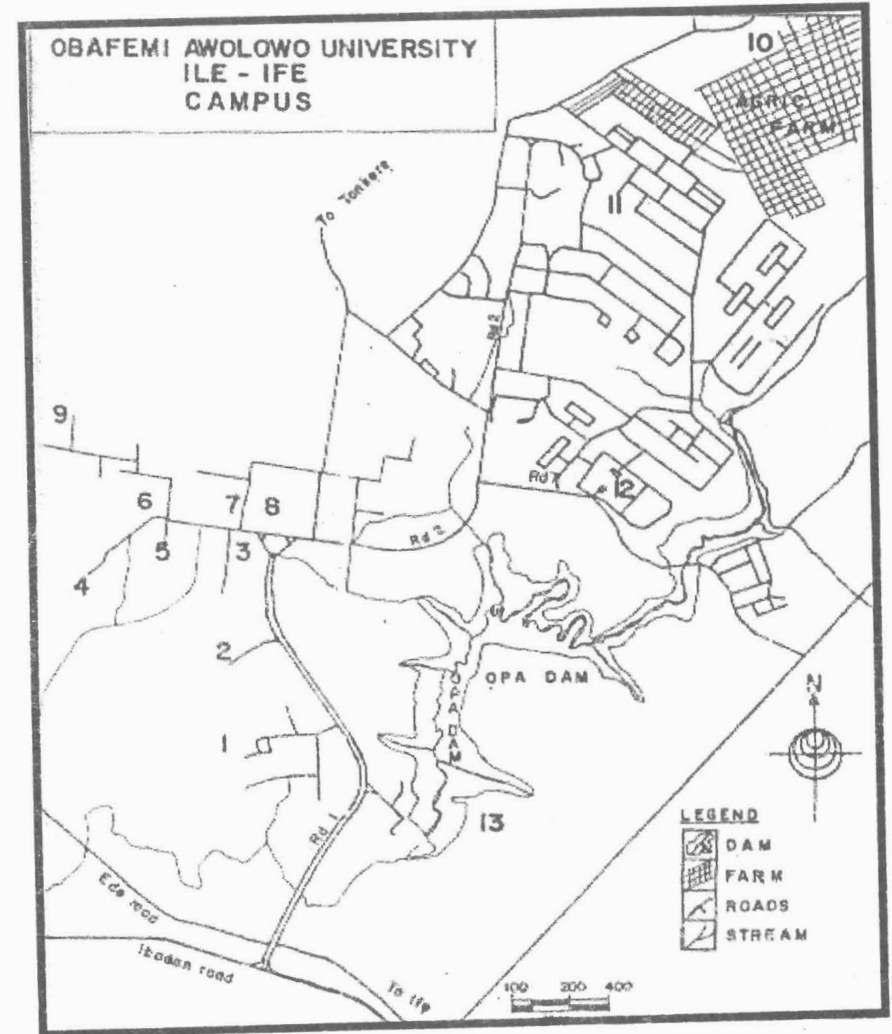 OBAFEMI AWOLOWO UNIVERSITY
ILE - IFE
CAMPUS
10
AGRIC
FARM
11
To Tonkere
Rd 2
9
6
7
8
Rd 7
12
5
3
Rd 2
4
2
OPA DAM
OPA DAM
N
1
13
Rd 1
LEGEND
DAM
FARM
ROADS
STREAM
Ede road
Ibadan road
To Ife
100 200 400